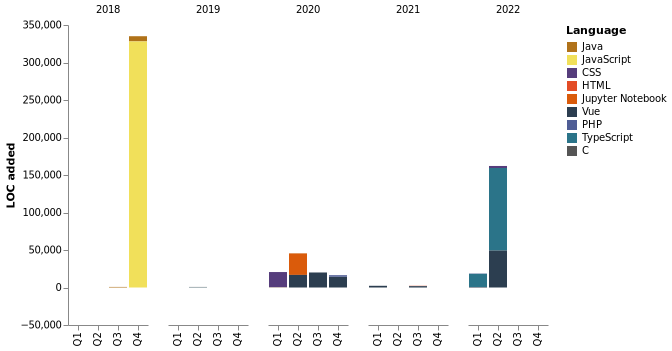 2018 2019 2020 2021 2022
Language
Java
JavaScript
CSS
HTML
Jupyter Notebook
Vue
PHP
TypeScript
C
LOC added
350,000
300,000
250,000
200,000
150,000
100,000
50,000
0
−50,000
Q1 Q2 Q3 Q4 Q1 Q2 Q3 Q4 Q1 Q2 Q3 Q4 Q1 Q2 Q3 Q4 Q1 Q2 Q3 Q4